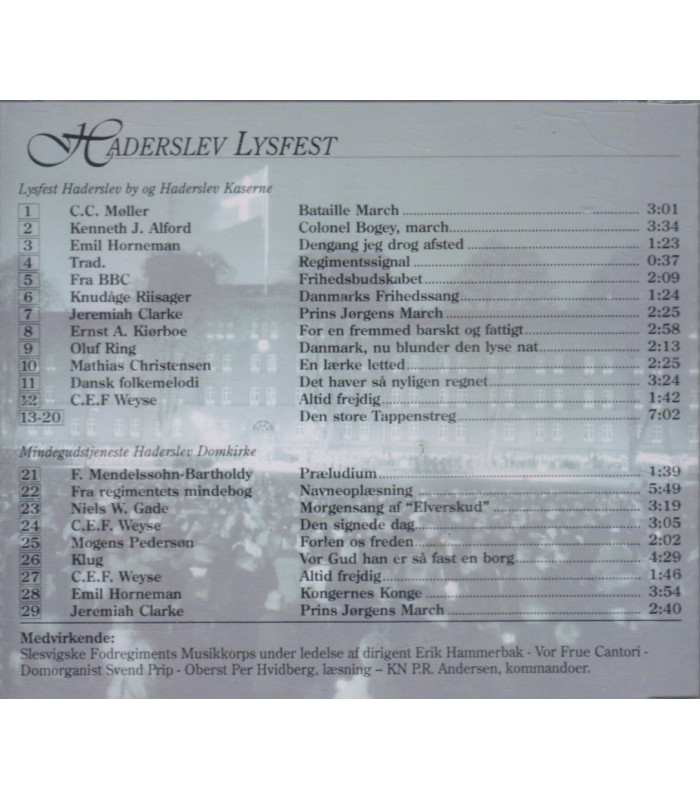 HADERSLEV LYSFEST
Lysfest Haderslev by og Haderslev Kaserne
1 C.C. Møller Bataille March 3:01
2 Kenneth J. Alford Colonel Bogey, march 3:34
3 Emil Horneman Dengang jeg drog afsted 1:23
4 Trad. Regimentssignal 0:37
5 Fra BBC Frihedsbudskabet 2:09
6 Knudåge Riisager Danmarks Frihedssang 1:24
7 Jeremiah Clarke Prins Jørgens March 2:25
8 Ernst A. Kiørboe For en fremmed barskt og fattigt 2:58
9 Oluf Ring Danmark, nu blunder den lyse nat 2:13
10 Mathias Christensen En lærke letted 2:25
11 Dansk folkemelodi Det haver så nyligen regnet 3:24
12 C.E.F Weyse Altid frejdig 1:42
13-20 Den store Tappenstreg 7:02
Mindegudstjeneste Haderslev Domkirke
21 F. Mendelssohn-Bartholdy Præludium 1:39
22 Fra regimentets mindebog Navneoplæsning 5:49
23 Niels W. Gade Morgensang af "Elverskud" 3:19
24 C.E.F. Weyse Den signede dag 3:05
25 Mogens Pedersøn Forlen os freden 2:02
26 Klug Vor Gud han er så fast en borg 4:29
27 C.E.F. Weyse Altid frejdig 1:46
28 Emil Horneman Kongernes Konge 3:54
29 Jeremiah Clarke Prins Jørgens March 2:40
Medvirkende:
Slesvigske Fodregiments Musikkorps under ledelse af dirigent Erik Hammerbak - Vor Frue Cantori -
Domorganist Svend Prip - Oberst Per Hvidberg, læsning – KN P.R. Andersen, kommandoer.